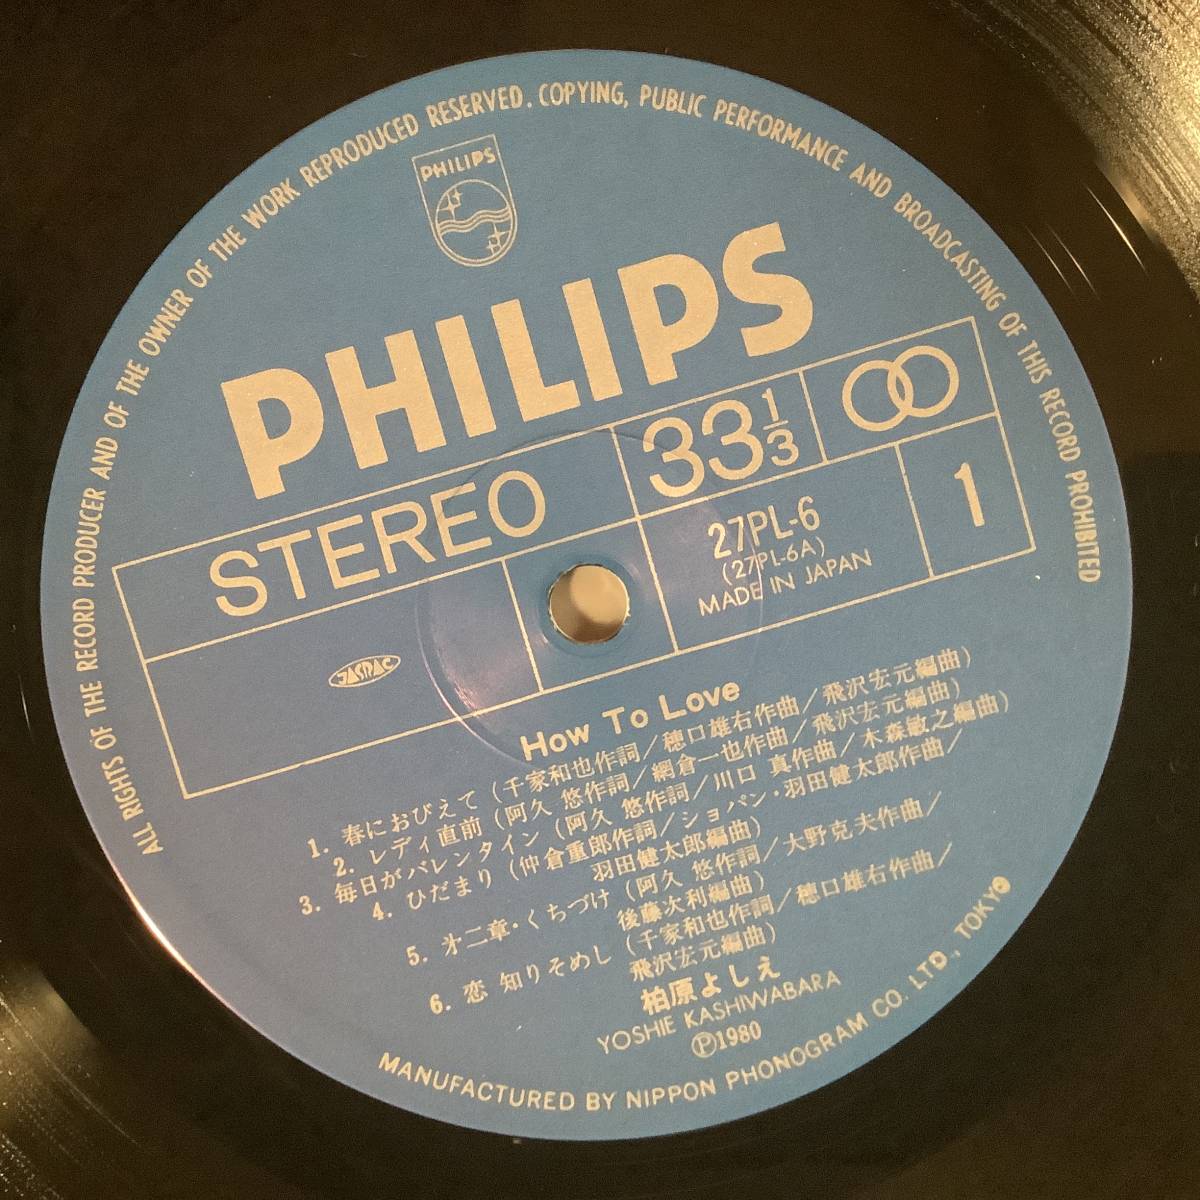 ALL RIGHTS OF THE RECORD PRODUCER AND OF THE OWNER OF THE WORK REPRODUCED RESERVED. COPYING, PUBLIC PERFORMANCE AND BROADCASTING OF THIS RECORD PROHIBITED
PHILIPS
PHILIPS
STEREO
33 1/3
27PL-6
(27PL-6A)
MADE IN JAPAN
1
JASRAC
How To Love
1. 春におびえて (千家和也作詞/穂口雄右作曲/飛沢宏元編曲)
2. レディ直前 (阿久 悠作詞/網倉一也作曲/飛沢宏元編曲)
3. 毎日がバレンタイン (阿久 悠作詞/川口 真作曲/木森敏之編曲)
4. ひだまり (仲倉重郎作詞/ショパン・羽田健太郎作曲/
羽田健太郎編曲)
5. 㐧二章・くちづけ (阿久 悠作詞/大野克夫作曲/
後藤次利編曲)
6. 恋 知りそめし (千家和也作詞/穂口雄右作曲/
飛沢宏元編曲)
柏原よしえ
YOSHIE KASHIWABARA
Ⓟ1980
MANUFACTURED BY NIPPON PHONOGRAM CO. LTD., TOKYO